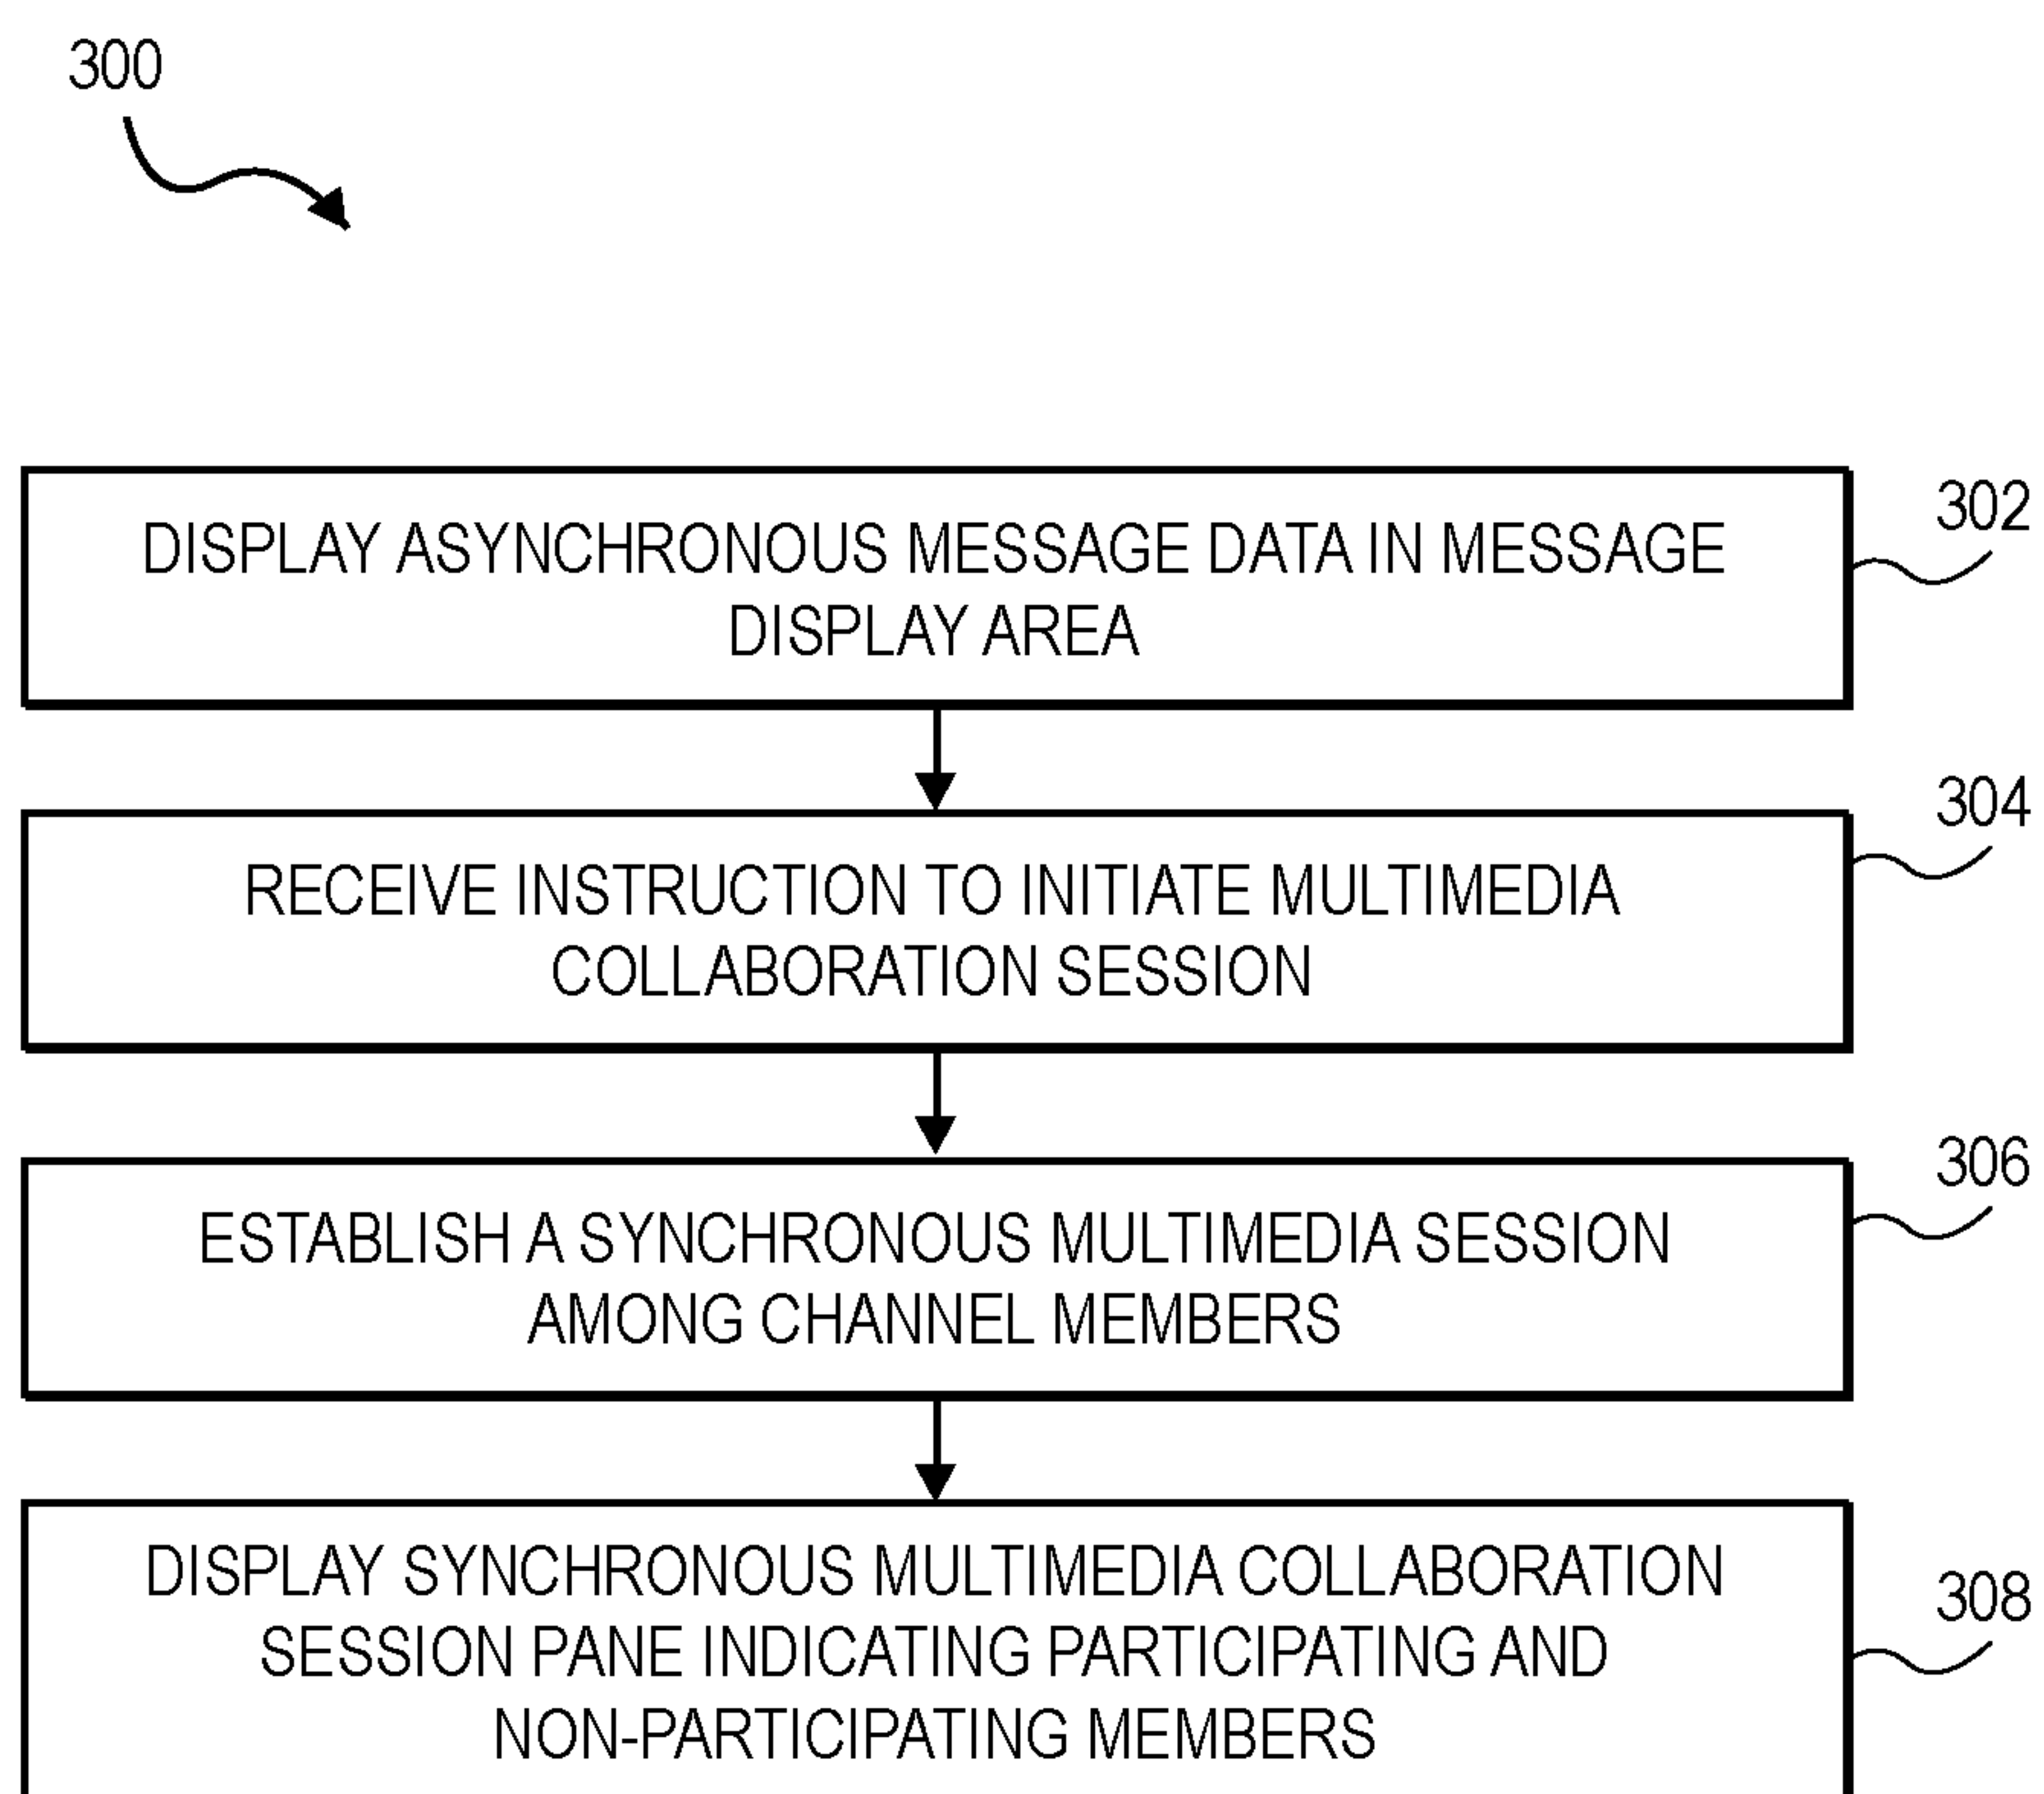 300
302
DISPLAY ASYNCHRONOUS MESSAGE DATA IN MESSAGE
DISPLAY AREA
304
RECEIVE INSTRUCTION TO INITIATE MULTIMEDIA
COLLABORATION SESSION
306
ESTABLISH A SYNCHRONOUS MULTIMEDIA SESSION
AMONG CHANNEL MEMBERS
308
DISPLAY SYNCHRONOUS MULTIMEDIA COLLABORATION
SESSION PANE INDICATING PARTICIPATING AND
NON-PARTICIPATING MEMBERS